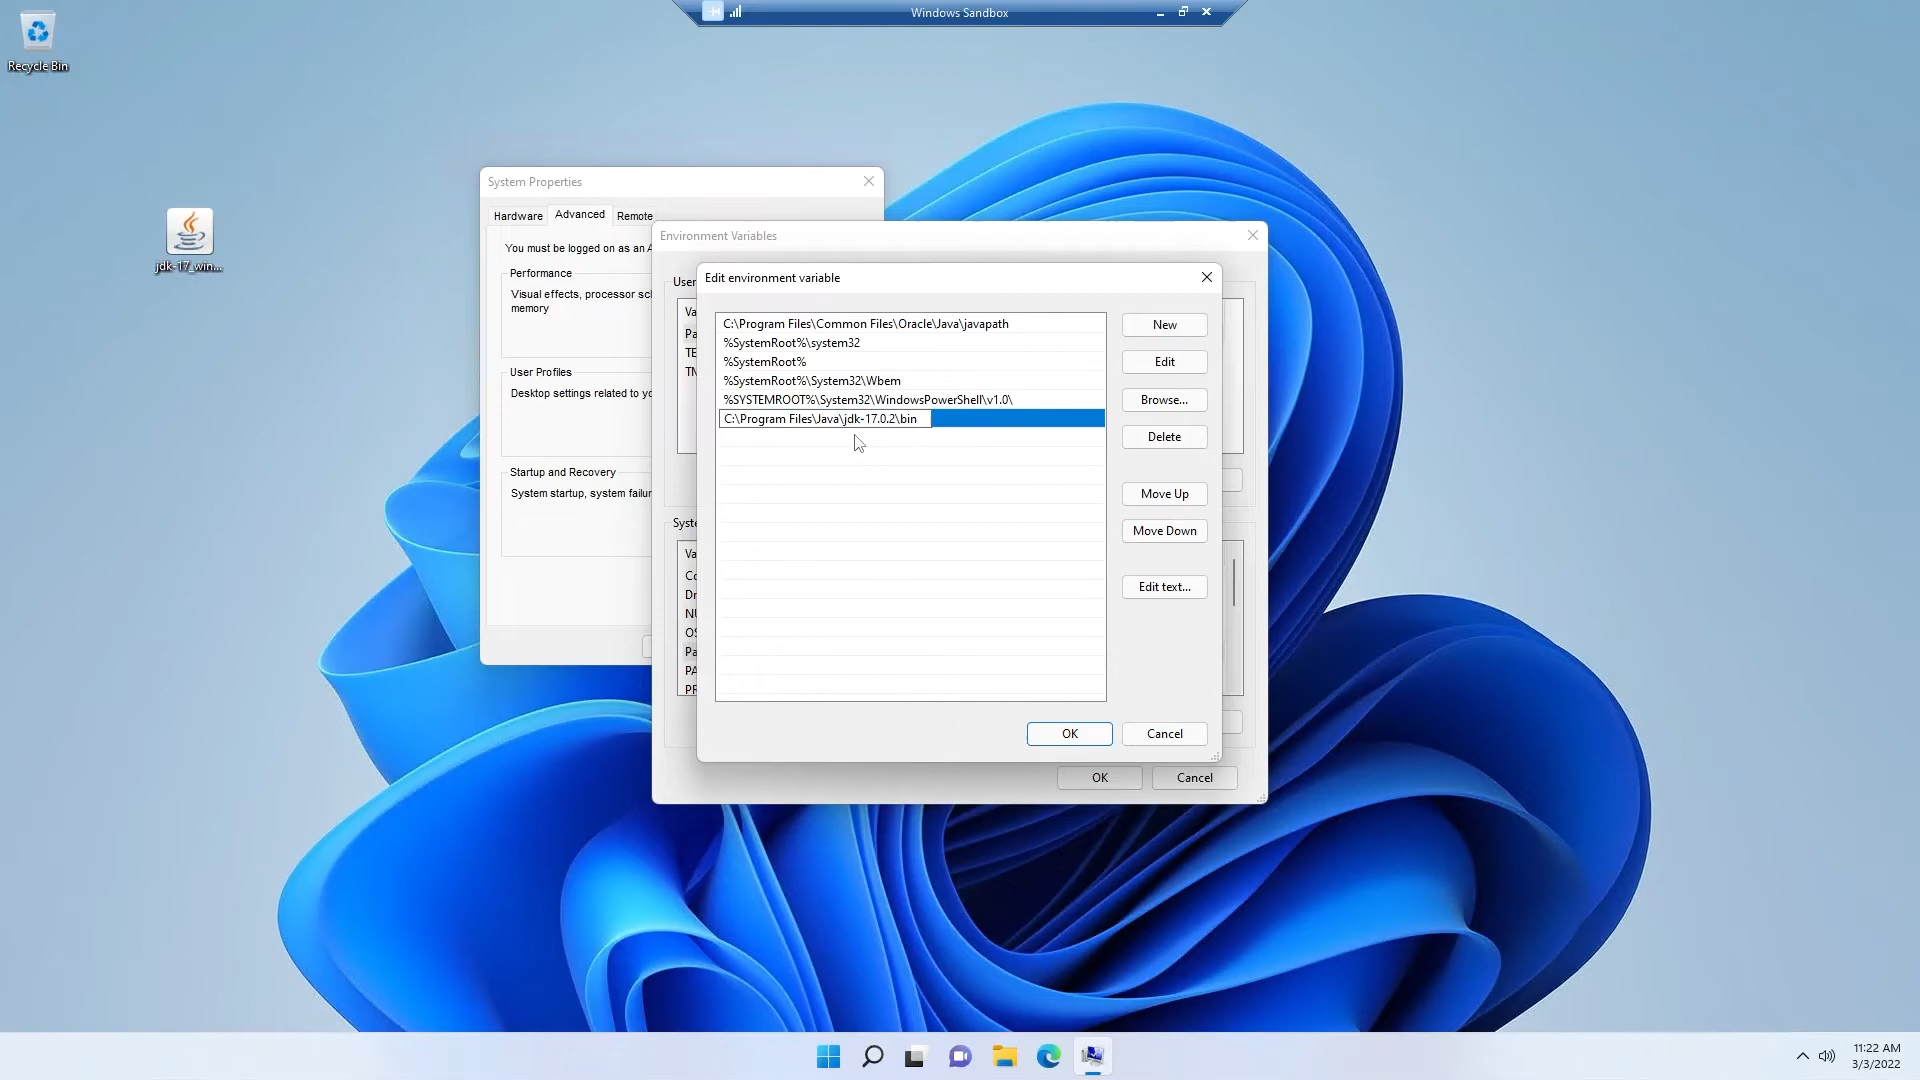 Windows Sandbox
Recycle Bin
jdk-17_win...
System Properties
Hardware
Advanced
Remote
You must be logged on as an A
Performance
Visual effects, processor sc
memory
User Profiles
Desktop settings related to yo
Startup and Recovery
System startup, system failur
Environment Variables
User
Va
Pa
TE
Syste
Va
Co
Dr
OS
Pa
PA
PR
Edit environment variable
C:\Program Files\Common Files\Oracle\Java\javapath
%SystemRoot%\system32
%SystemRoot%
%SystemRoot%\System32\Wbem
%SYSTEMROOT%\System32\WindowsPowerShell\v1.0\
C:\Program Files\Java\jdk-17.0.2\bin
New
Edit
Browse...
Delete
Move Up
Move Down
Edit text...
OK
Cancel
OK
Cancel
11:22 AM
3/3/2022